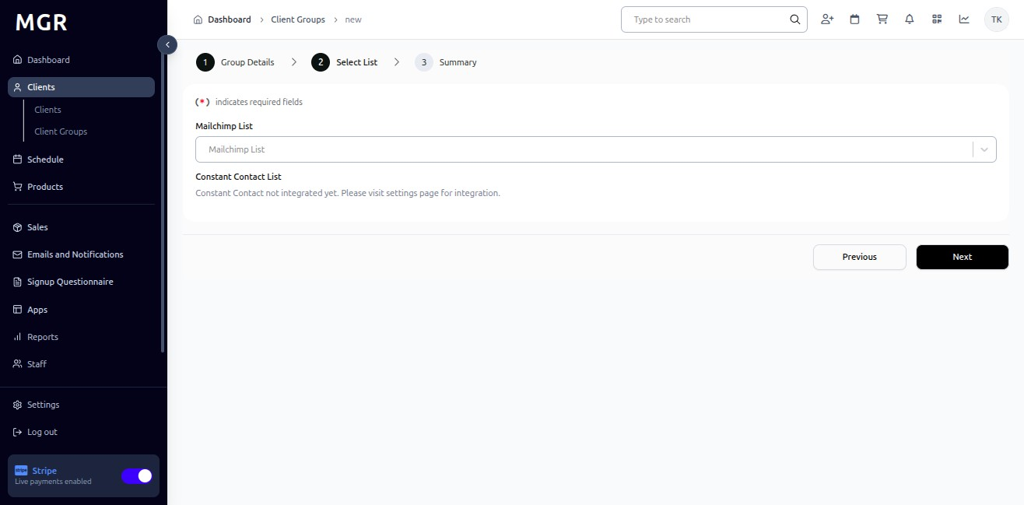 MGR
Dashboard
Clients
Clients
Client Groups
Schedule
Products
Sales
Emails and Notifications
Signup Questionnaire
Apps
Reports
Staff
Settings
Log out
stripe Stripe
Live payments enabled
Dashboard > Client Groups > new
Type to search
TK
1 Group Details > 2 Select List > 3 Summary
(*) indicates required fields
Mailchimp List
Mailchimp List
Constant Contact List
Constant Contact not integrated yet. Please visit settings page for integration.
Previous
Next